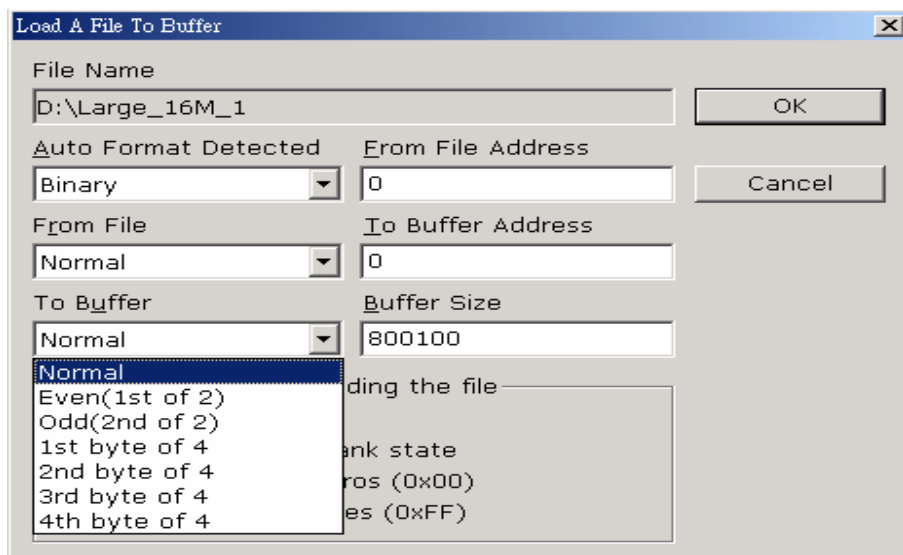 Load A File To Buffer
File Name
D:\Large_16M_1
OK
Auto Format Detected
From File Address
Binary
0
Cancel
From File
To Buffer Address
Normal
0
To Buffer
Buffer Size
Normal
800100
Normal
Even(1st of 2)
Odd(2nd of 2)
1st byte of 4
2nd byte of 4
3rd byte of 4
4th byte of 4
ding the file
ank state
ros (0x00)
es (0xFF)